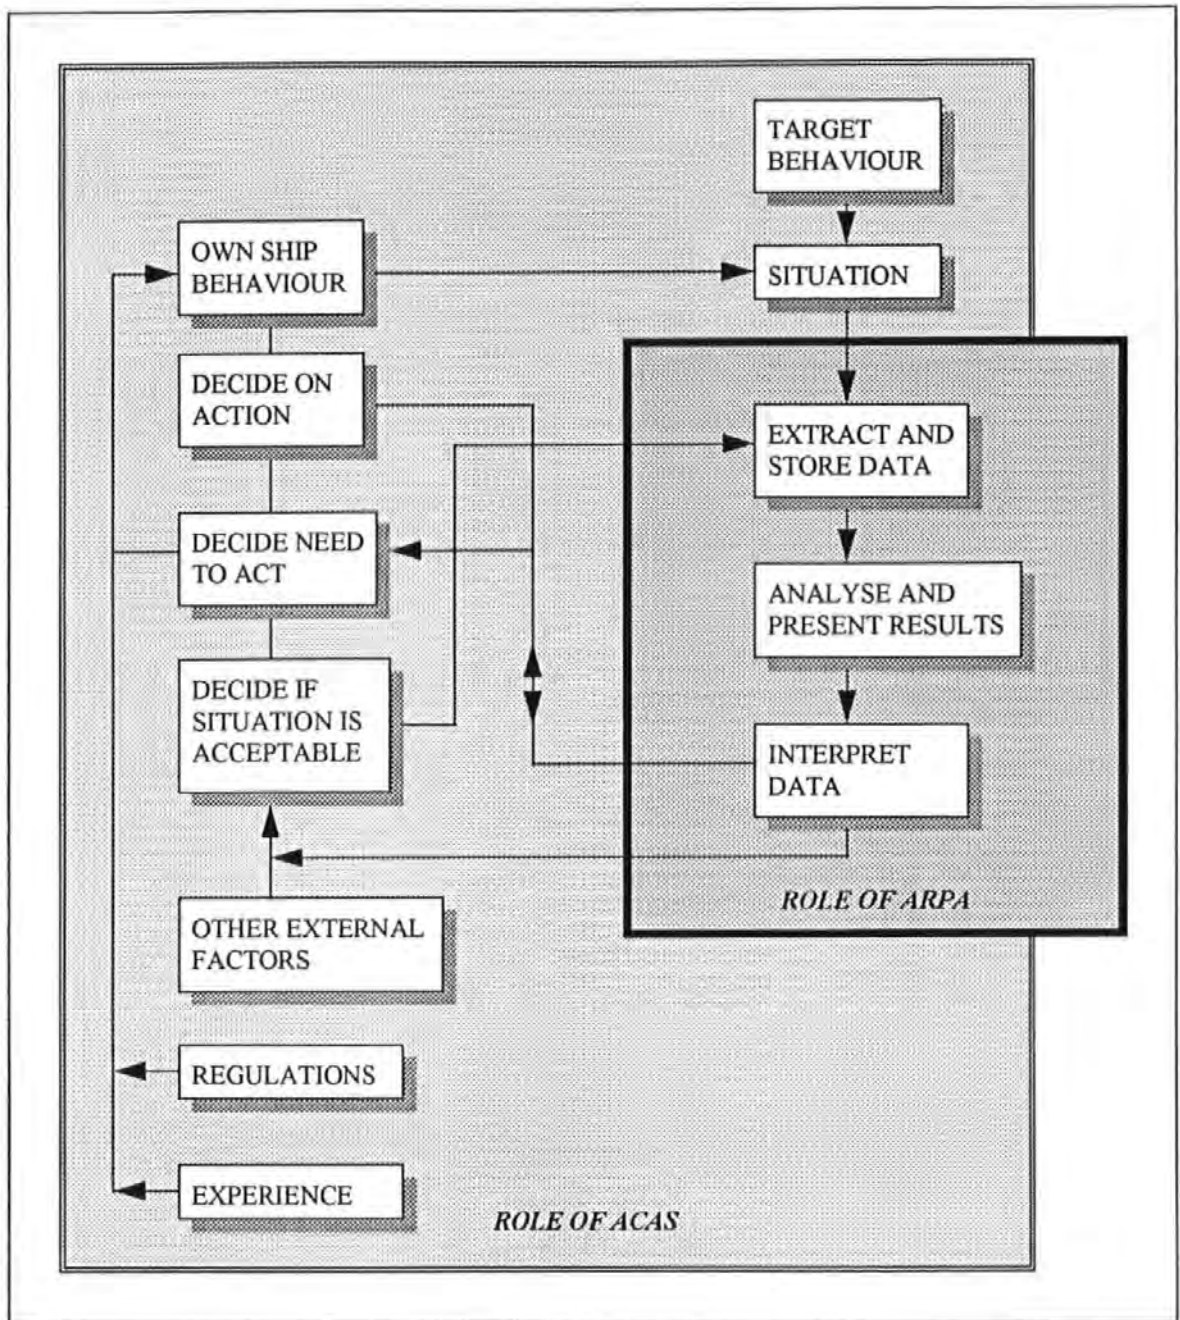 TARGET
BEHAVIOUR
OWN SHIP
BEHAVIOUR
SITUATION
DECIDE ON
ACTION
EXTRACT AND
STORE DATA
DECIDE NEED
TO ACT
ANALYSE AND
PRESENT RESULTS
DECIDE IF
SITUATION IS
ACCEPTABLE
INTERPRET
DATA
ROLE OF ARPA
OTHER EXTERNAL
FACTORS
REGULATIONS
EXPERIENCE
ROLE OF ACAS